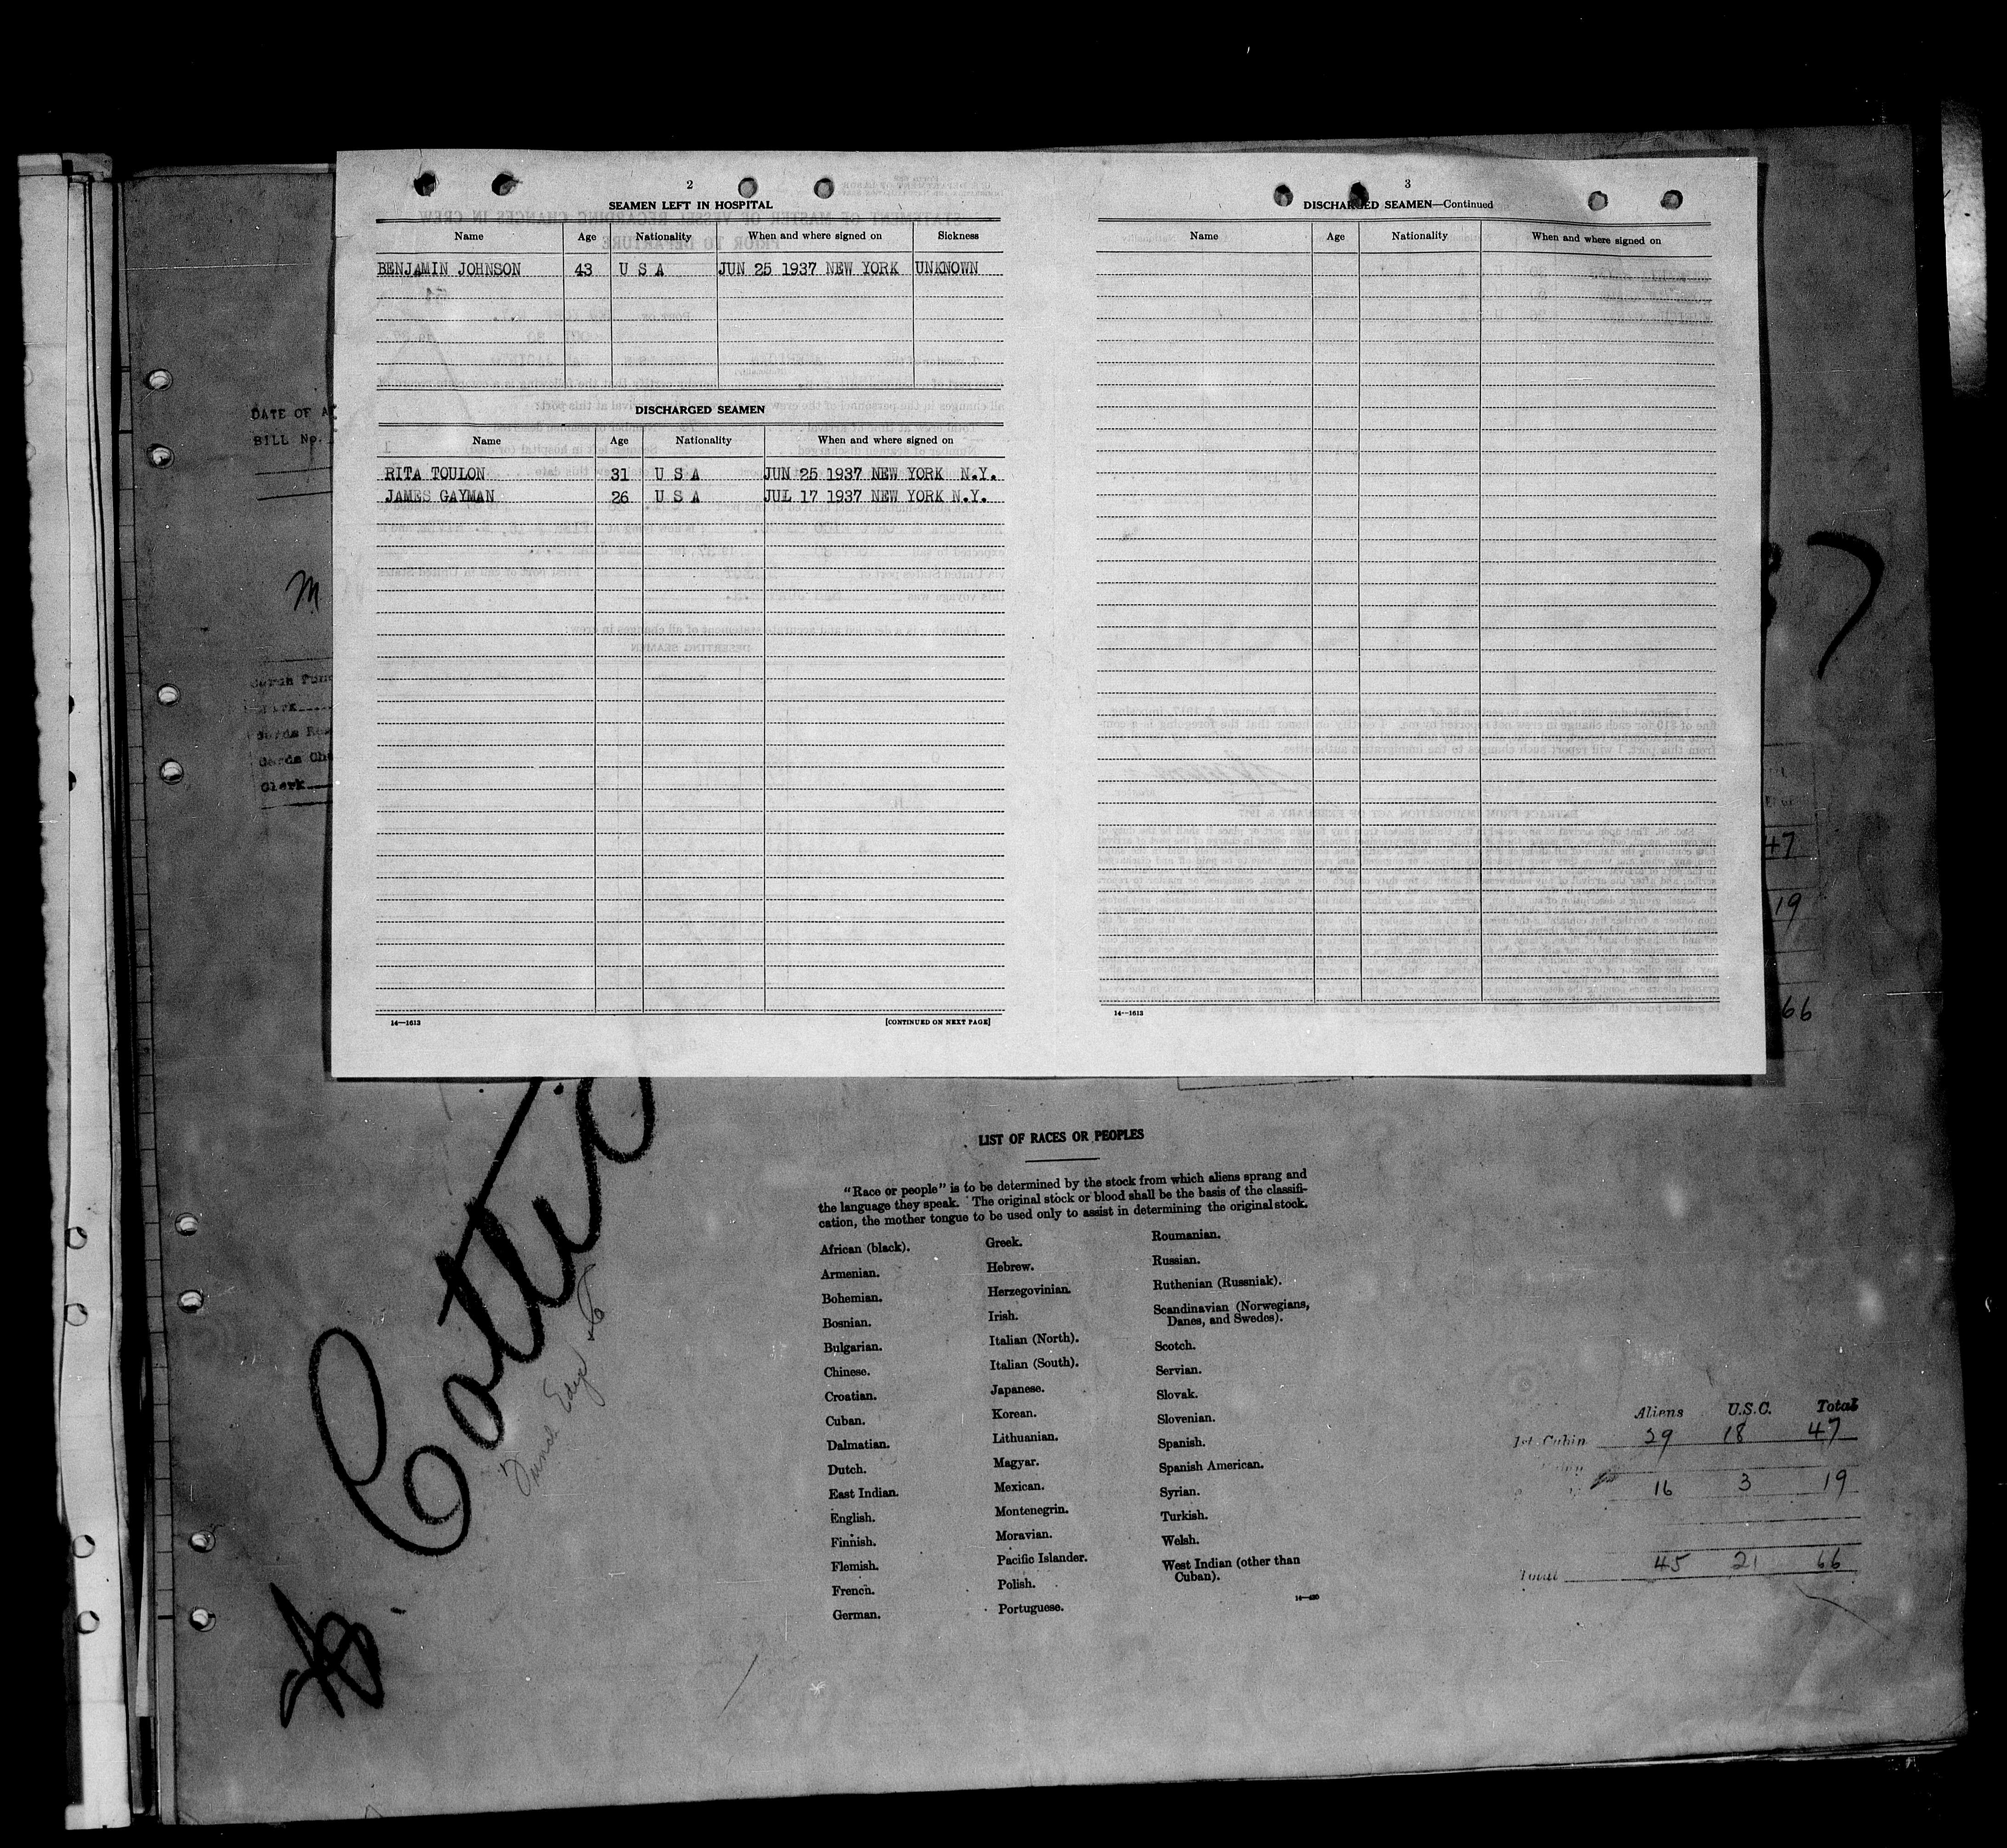 2
SEAMEN LEFT IN HOSPITAL
Name Age Nationality When and where signed on Sickness
BENJAMIN JOHNSON 43 U S A JUN 25 1937 NEW YORK UNKNOWN
DISCHARGED SEAMEN
Name Age Nationality When and where signed on
RITA TOULON 31 U S A JUN 25 1937 NEW YORK N.Y.
JAMES GAYMAN 26 U S A JUL 17 1937 NEW YORK N.Y.
14—1613 [CONTINUED ON NEXT PAGE]
3
DISCHARGED SEAMEN—Continued
Name Age Nationality When and where signed on
14—1613
DATE OF A
BILL No.
M
Clerk
7
47
19
66
LIST OF RACES OR PEOPLES
"Race or people" is to be determined by the stock from which aliens sprang and
the language they speak. The original stock or blood shall be the basis of the classifi-
cation, the mother tongue to be used only to assist in determining the original stock.
African (black).
Armenian.
Bohemian.
Bosnian.
Bulgarian.
Chinese.
Croatian.
Cuban.
Dalmatian.
Dutch.
East Indian.
English.
Finnish.
Flemish.
French.
German.
Greek.
Hebrew.
Herzegovinian.
Irish.
Italian (North).
Italian (South).
Japanese.
Korean.
Lithuanian.
Magyar.
Mexican.
Montenegrin.
Moravian.
Pacific Islander.
Polish.
Portuguese.
Roumanian.
Russian.
Ruthenian (Russniak).
Scandinavian (Norwegians,
Danes, and Swedes).
Scotch.
Servian.
Slovak.
Slovenian.
Spanish.
Spanish American.
Syrian.
Turkish.
Welsh.
West Indian (other than
Cuban).
Aliens U.S.C. Total
1st Cabin 29 18 47
16 3 19
Total 45 21 66